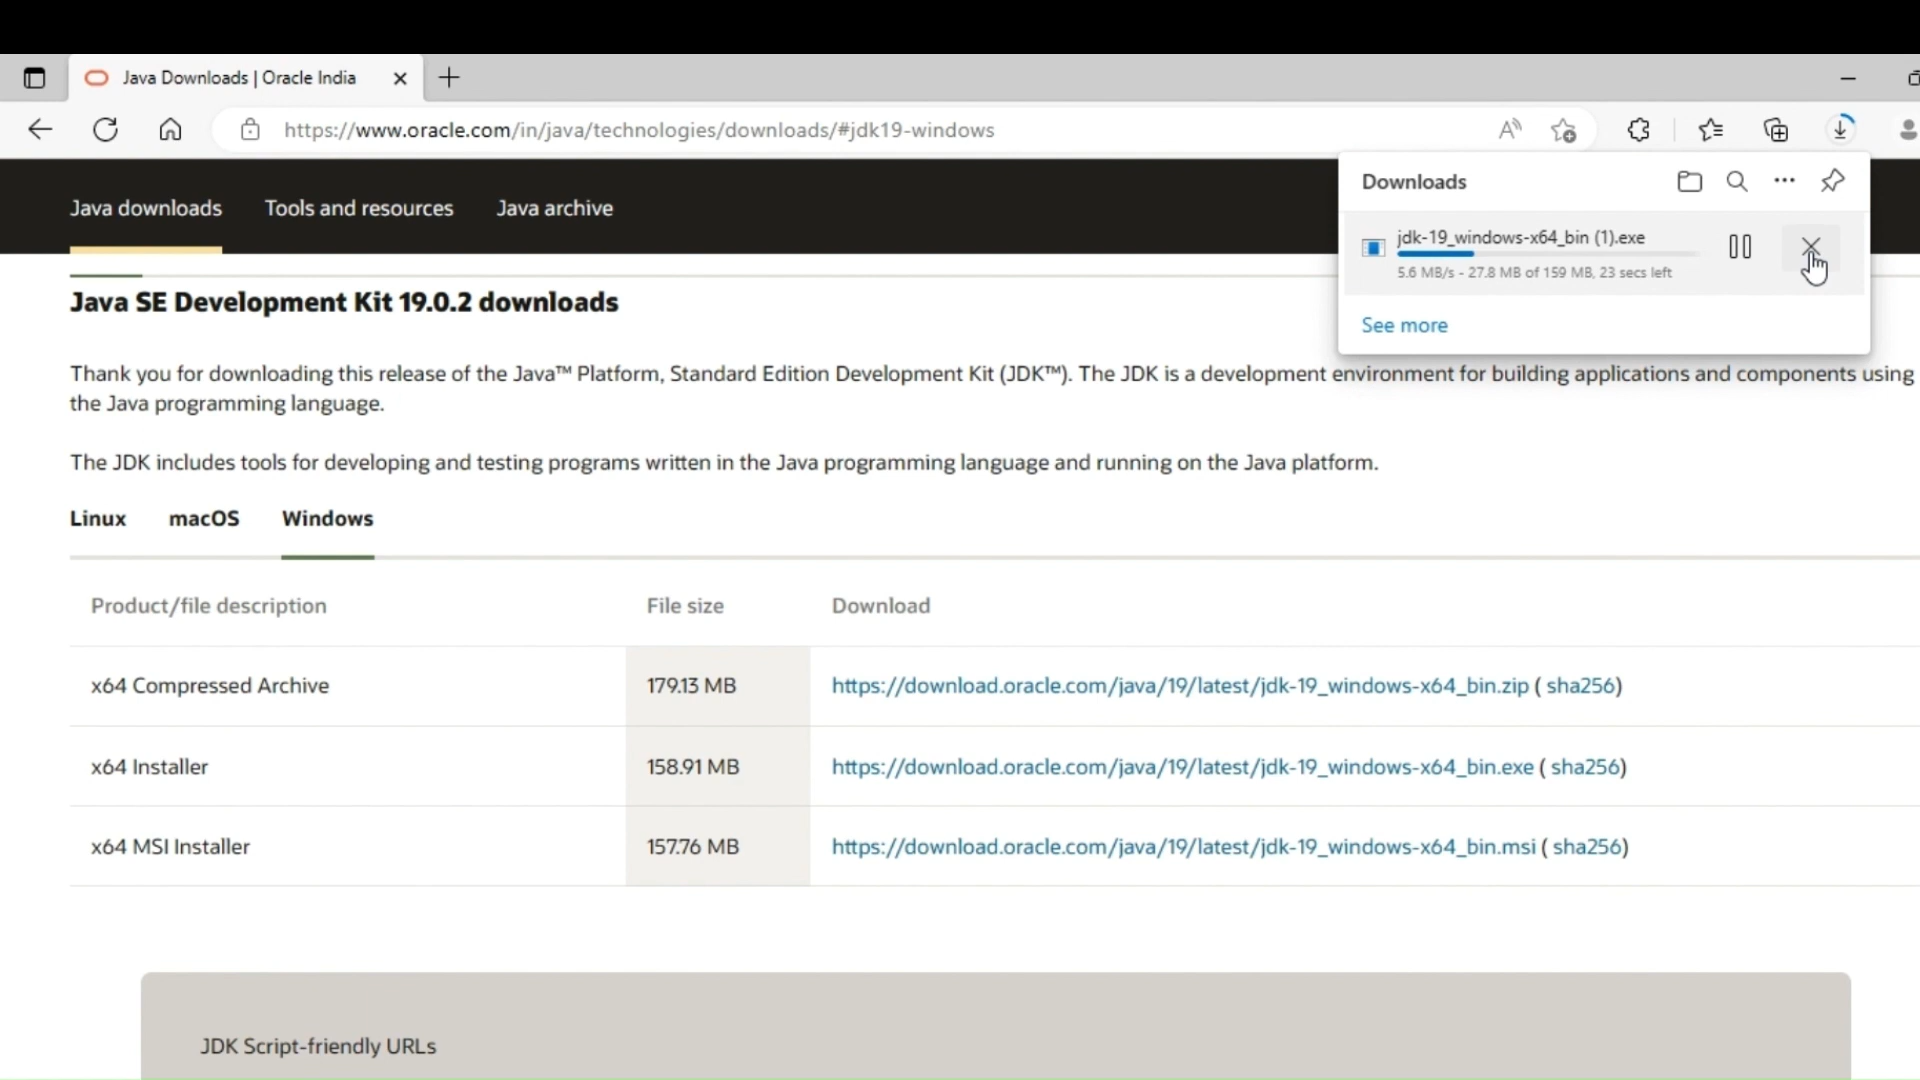 Java Downloads | Oracle India
https://www.oracle.com/in/java/technologies/downloads/#jdk19-windows
Java downloads Tools and resources Java archive
Downloads
jdk-19_windows-x64_bin (1).exe
5.6 MB/s - 27.8 MB of 159 MB, 23 secs left
See more
Java SE Development Kit 19.0.2 downloads
Thank you for downloading this release of the Java™ Platform, Standard Edition Development Kit (JDK™). The JDK is a development environment for building applications and components using
the Java programming language.
The JDK includes tools for developing and testing programs written in the Java programming language and running on the Java platform.
Linux macOS Windows
Product/file description File size Download
x64 Compressed Archive 179.13 MB https://download.oracle.com/java/19/latest/jdk-19_windows-x64_bin.zip ( sha256)
x64 Installer 158.91 MB https://download.oracle.com/java/19/latest/jdk-19_windows-x64_bin.exe ( sha256)
x64 MSI Installer 157.76 MB https://download.oracle.com/java/19/latest/jdk-19_windows-x64_bin.msi ( sha256)
JDK Script-friendly URLs